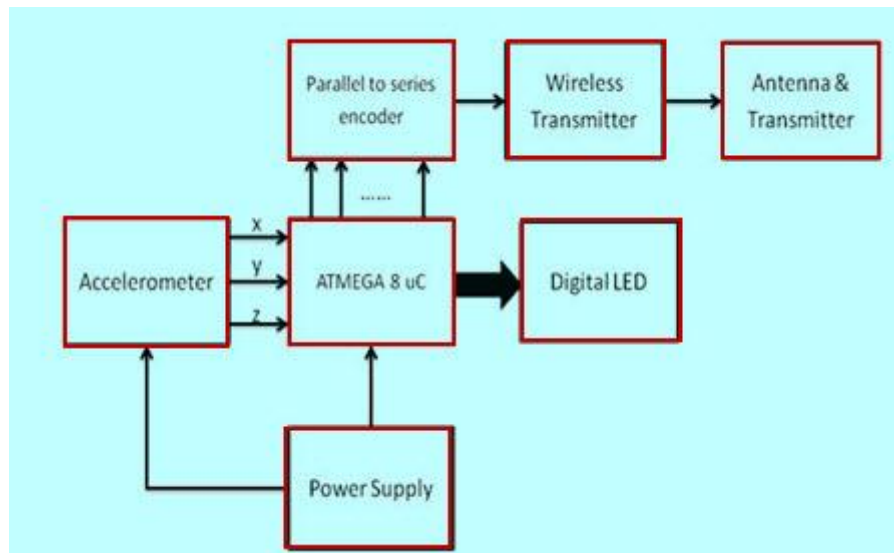 Parallel to series
encoder
Wireless
Transmitter
Antenna &
Transmitter
......
x
Accelerometer
y
ATMEGA 8 uC
Digital LED
z
Power Supply